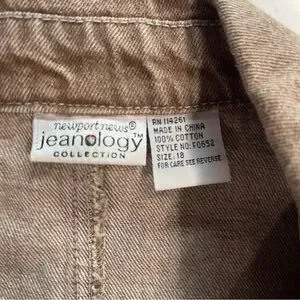 newport news®
jeanology™
COLLECTION
RN 114261
MADE IN CHINA
100% COTTON
STYLE NO: F0652
SIZE: 18
FOR CARE SEE REVERSE